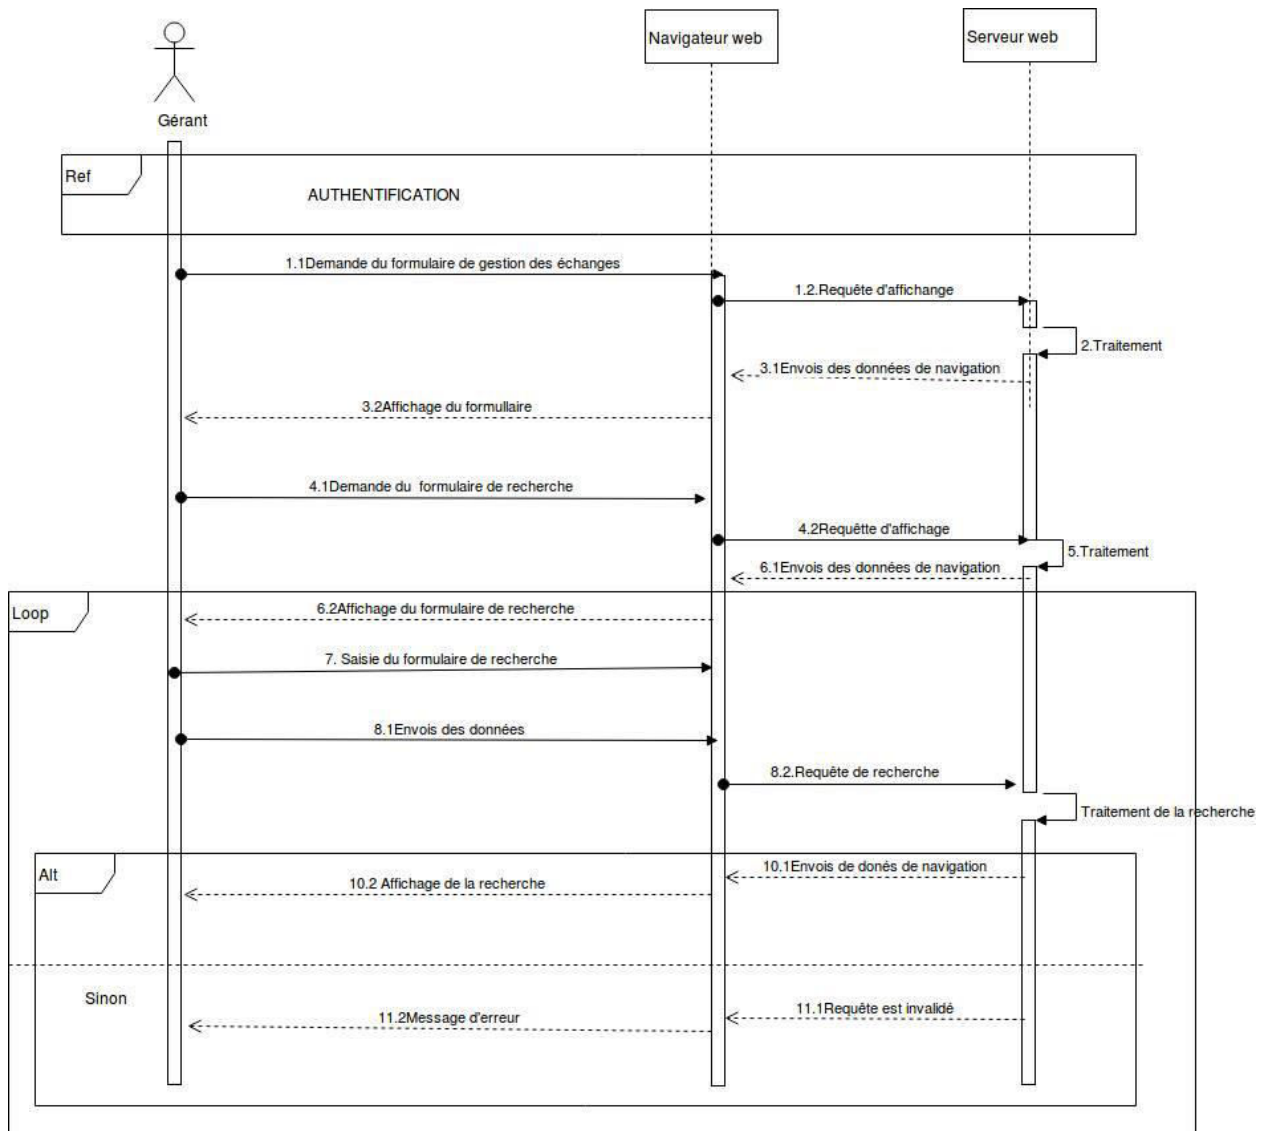 Navigateur web
Serveur web
Gérant
Ref
AUTHENTIFICATION
1.1Demande du formulaire de gestion des échanges
1.2.Requête d'affichange
2.Traitement
3.1Envois des données de navigation
3.2Affichage du formullaire
4.1Demande du formulaire de recherche
4.2Requêtte d'affichage
5.Traitement
6.1Envois des données de navigation
Loop
6.2Affichage du formulaire de recherche
7. Saisie du formulaire de recherche
8.1Envois des données
8.2.Requête de recherche
Traitement de la recherche
Alt
10.1Envois de donés de navigation
10.2 Affichage de la recherche
Sinon
11.1Requête est invalidé
11.2Message d'erreur